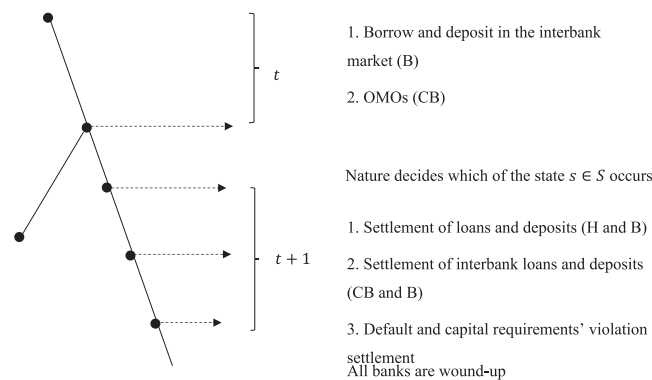 1. Borrow and deposit in the interbank
market (B)
t
2. OMOs (CB)
Nature decides which of the state s ∈ S occurs
1. Settlement of loans and deposits (H and B)
t + 1
2. Settlement of interbank loans and deposits
(CB and B)
3. Default and capital requirements' violation
settlement
All banks are wound-up